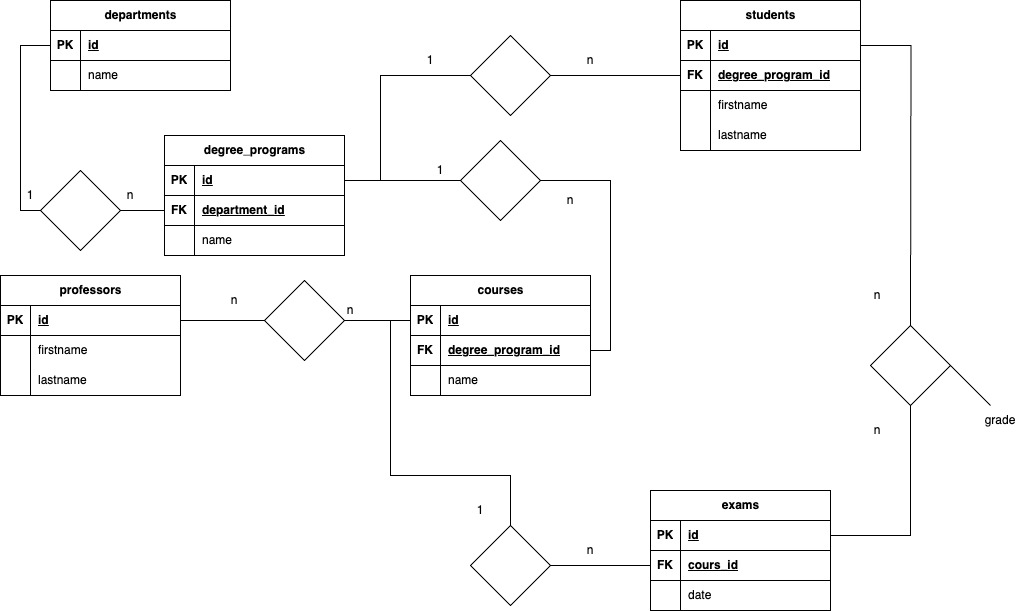 departments
PK id
name
students
PK id
FK degree_program_id
firstname
lastname
1
n
degree_programs
PK id
FK department_id
name
1
n
1
n
professors
PK id
firstname
lastname
n
n
courses
PK id
FK degree_program_id
name
n
grade
n
exams
PK id
FK cours_id
date
1
n